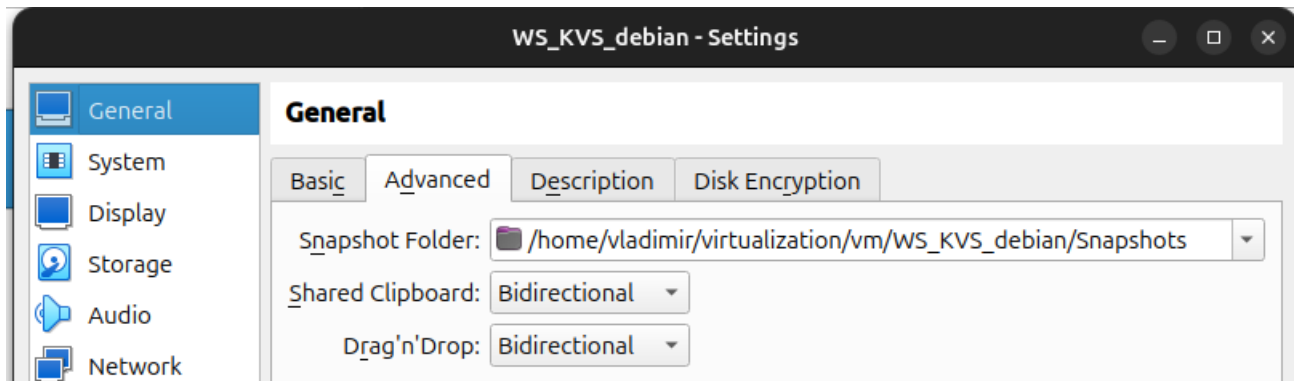 WS_KVS_debian - Settings
General
System
Display
Storage
Audio
Network
General
Basic Advanced Description Disk Encryption
Snapshot Folder: /home/vladimir/virtualization/vm/WS_KVS_debian/Snapshots
Shared Clipboard: Bidirectional
Drag'n'Drop: Bidirectional